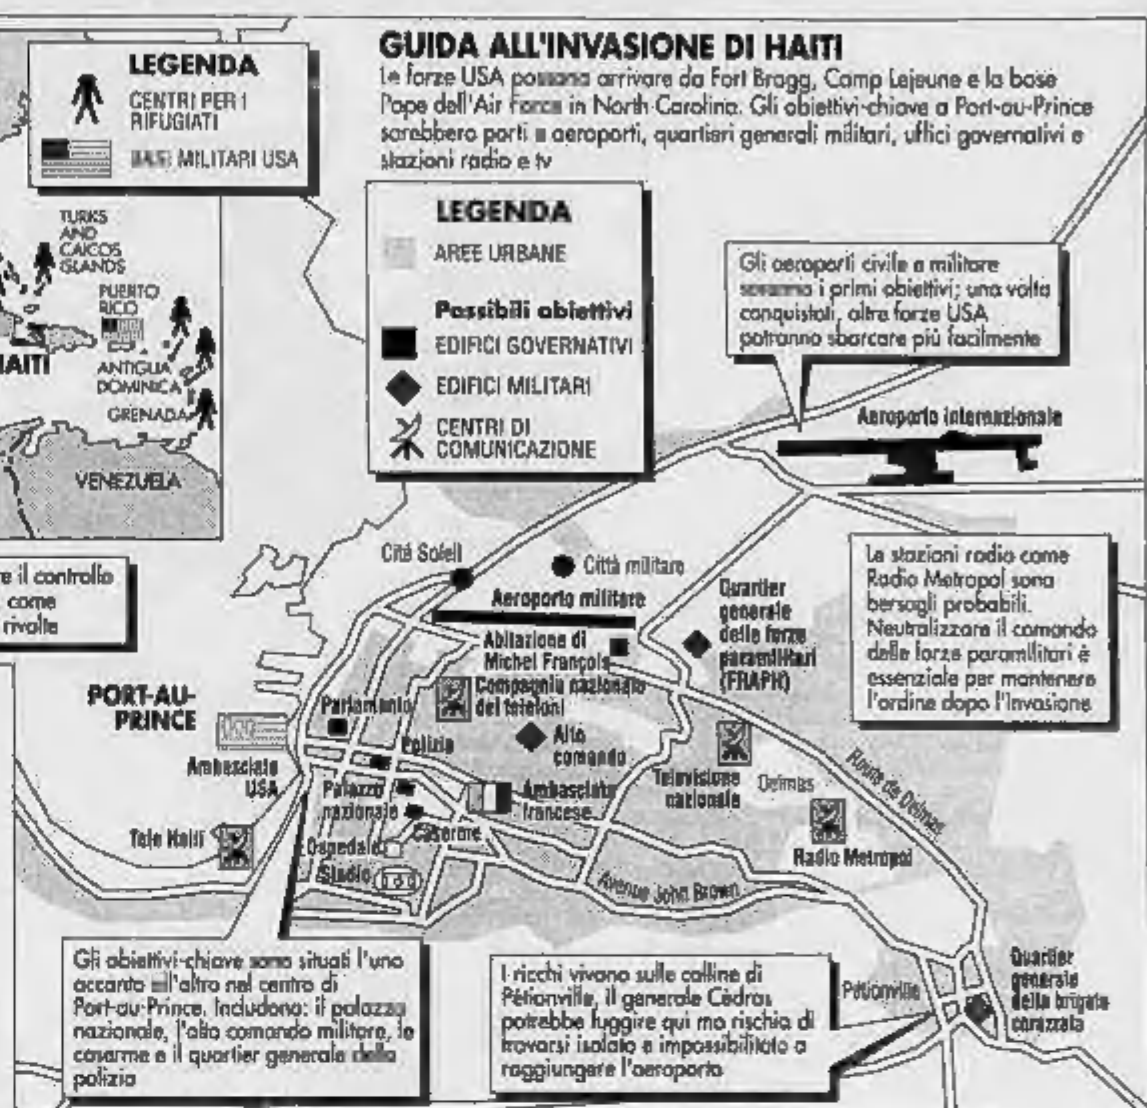 GUIDA ALL'INVASIONE DI HAITI
Le forze USA possono arrivare da Fort Bragg, Camp Lejeune e la base
Pope dell'Air Force in North Carolina. Gli obiettivi-chiave a Port-au-Prince
sarebbero porti e aeroporti, quartieri generali militari, uffici governativi e
stazioni radio e tv
LEGENDA
CENTRI PER I
RIFUGIATI
BASI MILITARI USA
TURKS
AND
CAICOS
ISLANDS
PUERTO
RICO
HAITI
ANTIGUA
DOMINICA
GRENADA
VENEZUELA
LEGENDA
AREE URBANE
Possibili obiettivi
EDIFICI GOVERNATIVI
EDIFICI MILITARI
CENTRI DI
COMUNICAZIONE
Gli aeroporti civile e militare
saranno i primi obiettivi; una volta
conquistati, altre forze USA
potranno sbarcare più facilmente
Aeroporto internazionale
e il controllo
come
rivolte
Cité Soleil
Città militare
Aeroporto militare
Quartier
generale
delle forze
paramilitari
(FRAPH)
Le stazioni radio come
Radio Metropol sono
bersagli probabili.
Neutralizzare il comando
delle forze paramilitari è
essenziale per mantenere
l'ordine dopo l'invasione
Abitazione di
Michel François
Compagnia nazionale
dei telefoni
PORT-AU-
PRINCE
Parlamento
Polizia
Alto
comando
Ambasciata
USA
Palazzo
nazionale
Ambasciata
francese
Televisione
nazionale
Delmas
Route de Delmas
Tele Haiti
Caserme
Ospedale
Stadio
Radio Metropol
Avenue John Brown
Gli obiettivi-chiave sono situati l'uno
accanto all'altro nel centro di
Port-au-Prince. Includono: il palazzo
nazionale, l'alto comando militare, le
caserme e il quartier generale della
polizia
I ricchi vivono sulle colline di
Pétionville, il generale Cédras
potrebbe fuggire qui ma rischia di
trovarsi isolato e impossibilitato a
raggiungere l'aeroporto
Pétionville
Quartier
generale
della brigata
corazzata